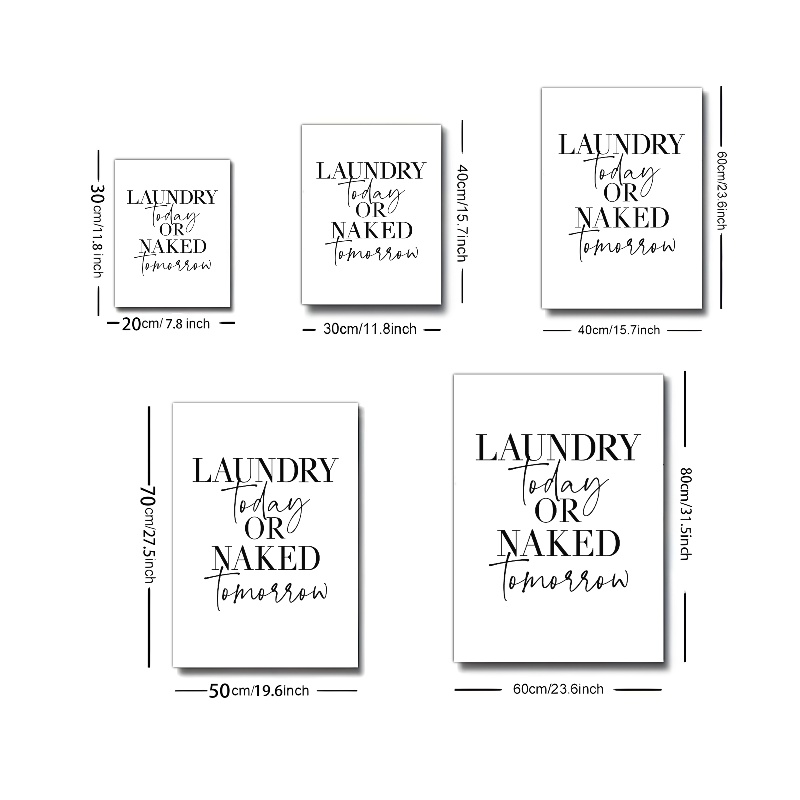 LAUNDRY
today
OR
NAKED
tomorrow
30cm/11.8 inch
20cm/7.8 inch
LAUNDRY
today
OR
NAKED
tomorrow
40cm/15.7inch
30cm/11.8inch
LAUNDRY
today
OR
NAKED
tomorrow
60cm/23.6inch
40cm/15.7inch
LAUNDRY
today
OR
NAKED
tomorrow
70cm/27.5inch
50cm/19.6inch
LAUNDRY
today
OR
NAKED
tomorrow
80cm/31.5inch
60cm/23.6inch